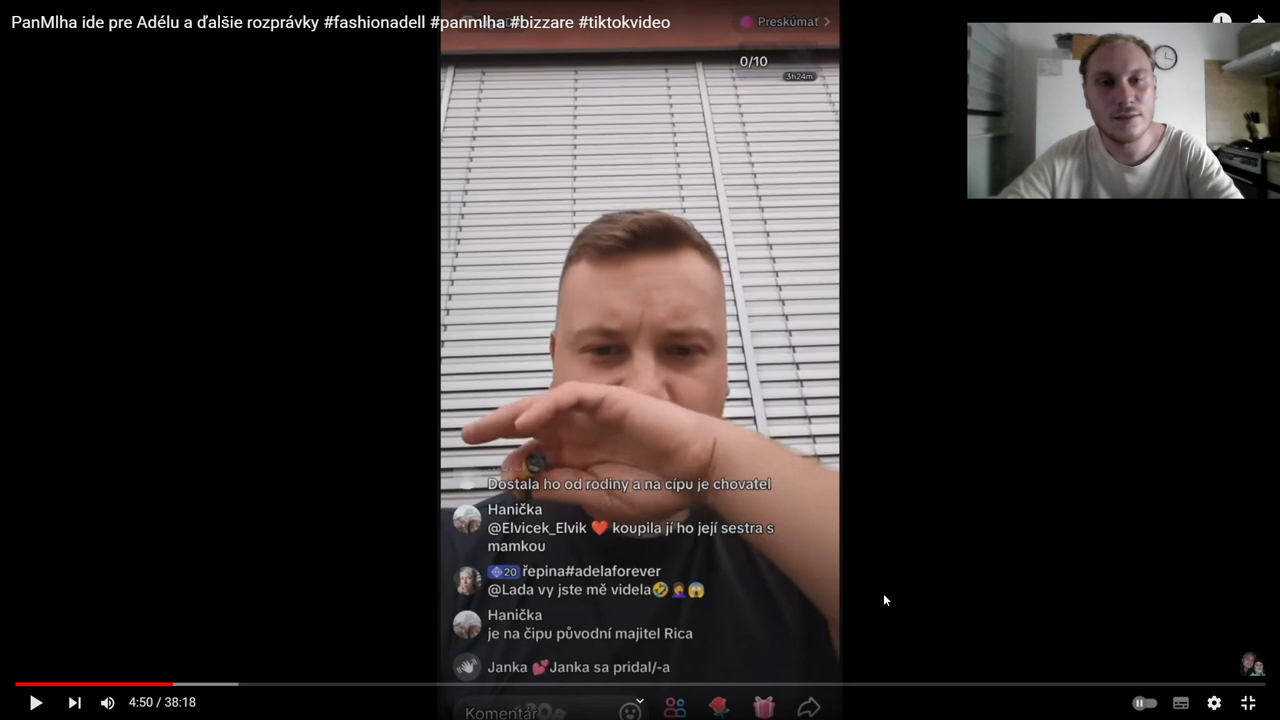 PanMlha ide pre Adélu a ďalšie rozprávky #fashionadell #panmlha #bizzare #tiktokvideo
Preskúmať
0/10
3h24m
Dostala ho od rodiny a na cípu je chovatel
Hanička
@Elvicek_Elvik ❤️ koupila jí ho její sestra s
mamkou
20 řepina#adelaforever
@Lada vy jste mě videla🤣🤦‍♀️😱
Hanička
je na čipu původní majitel Rica
Janka 💕Janka sa pridal/-a
Komentár
4:50 / 38:18